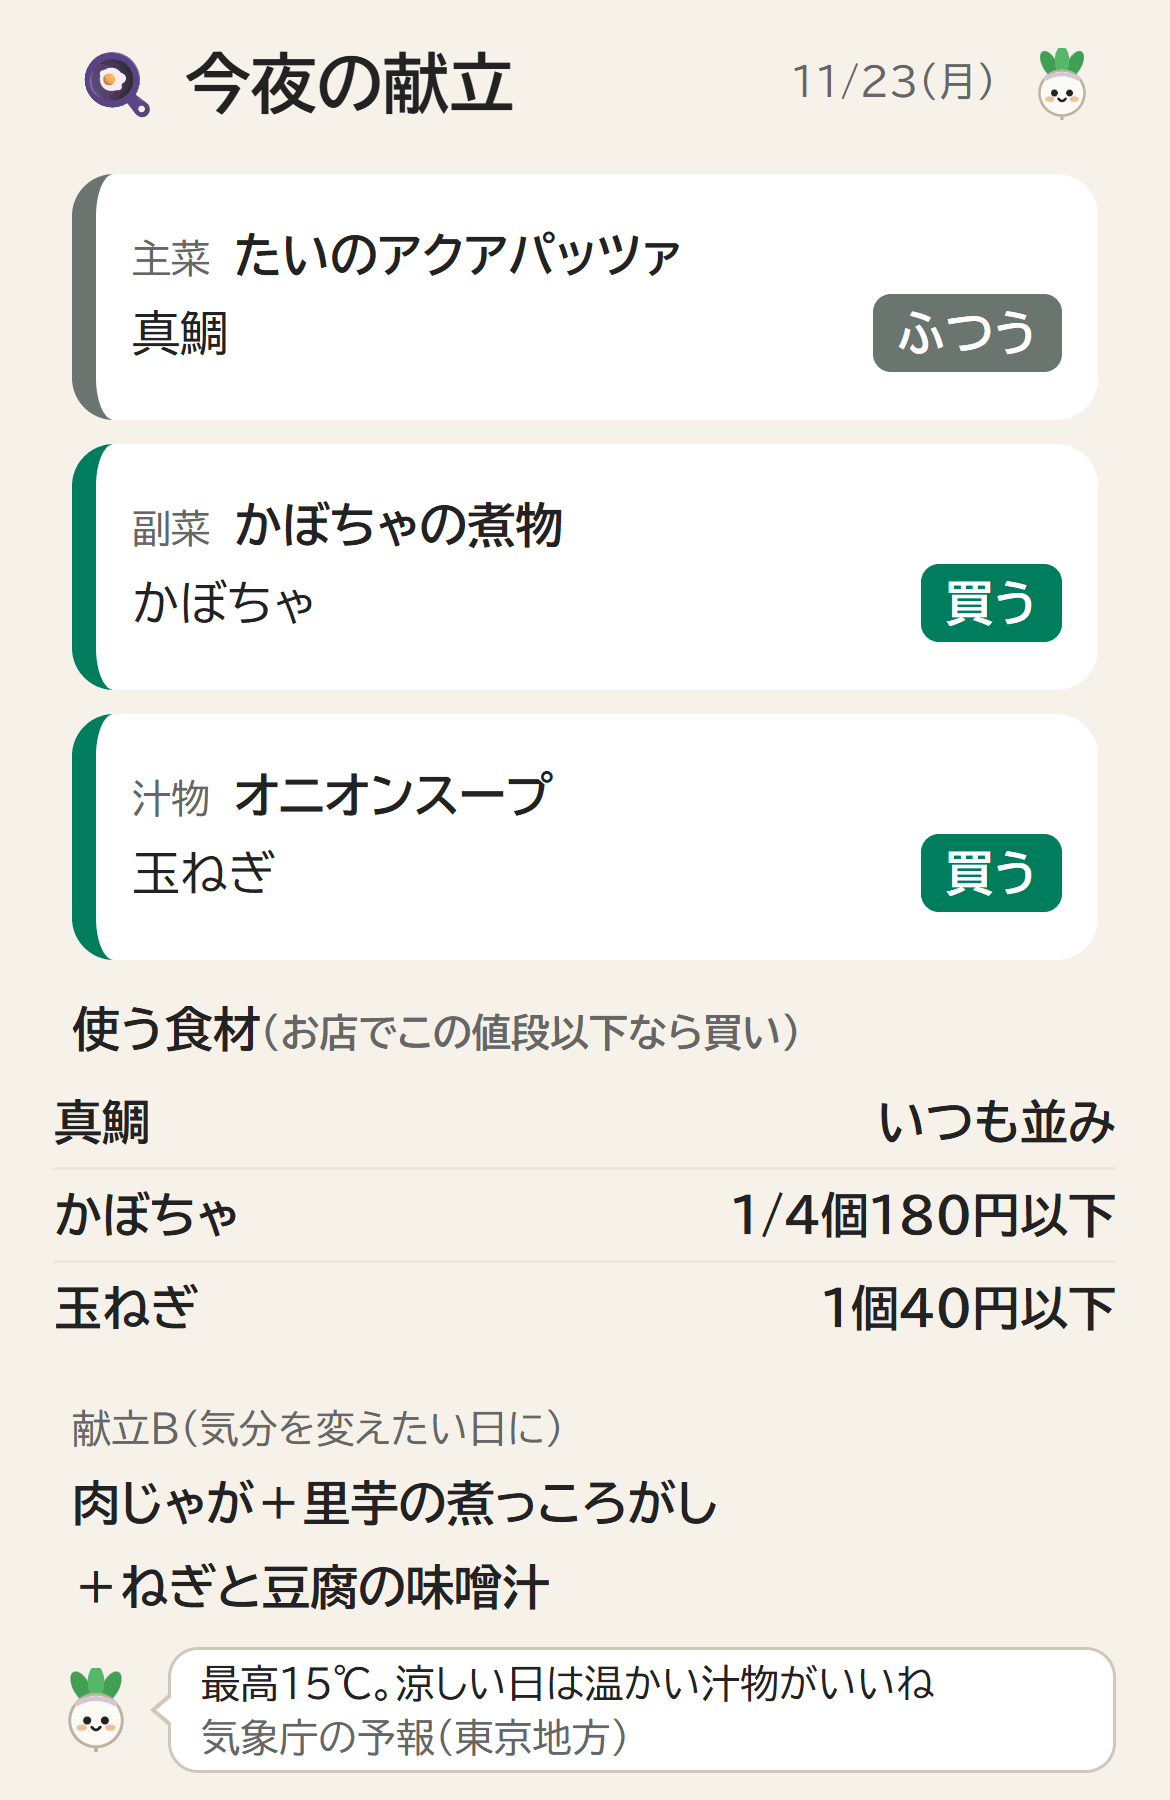 今夜の献立
11/23(月)
主菜 たいのアクアパッツァ
真鯛
ふつう
副菜 かぼちゃの煮物
かぼちゃ
買う
汁物 オニオンスープ
玉ねぎ
買う
使う食材(お店でこの値段以下なら買い)
真鯛 いつも並み
かぼちゃ 1/4個180円以下
玉ねぎ 1個40円以下
献立B(気分を変えたい日に)
肉じゃが+里芋の煮っころがし
+ねぎと豆腐の味噌汁
最高15℃。涼しい日は温かい汁物がいいね
気象庁の予報(東京地方)